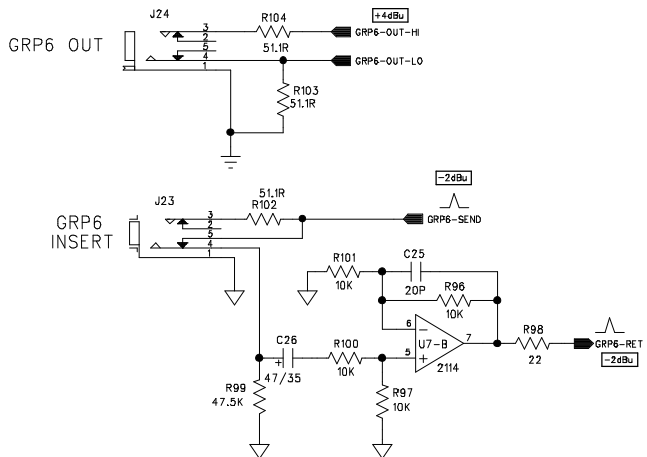 J24
GRP6 OUT
3
2
5
4
1
R104
51.1R
+4dBu
GRP6-OUT-HI
GRP6-OUT-LO
R103
51.1R
J23
GRP6
INSERT
3
2
5
4
1
51.1R
R102
-2dBu
GRP6-SEND
R101
10K
C25
20P
R96
10K
6
U7-B
7
5
2114
R98
22
GRP6-RET
-2dBu
C26
+
47/35
R100
10K
R99
47.5K
R97
10K